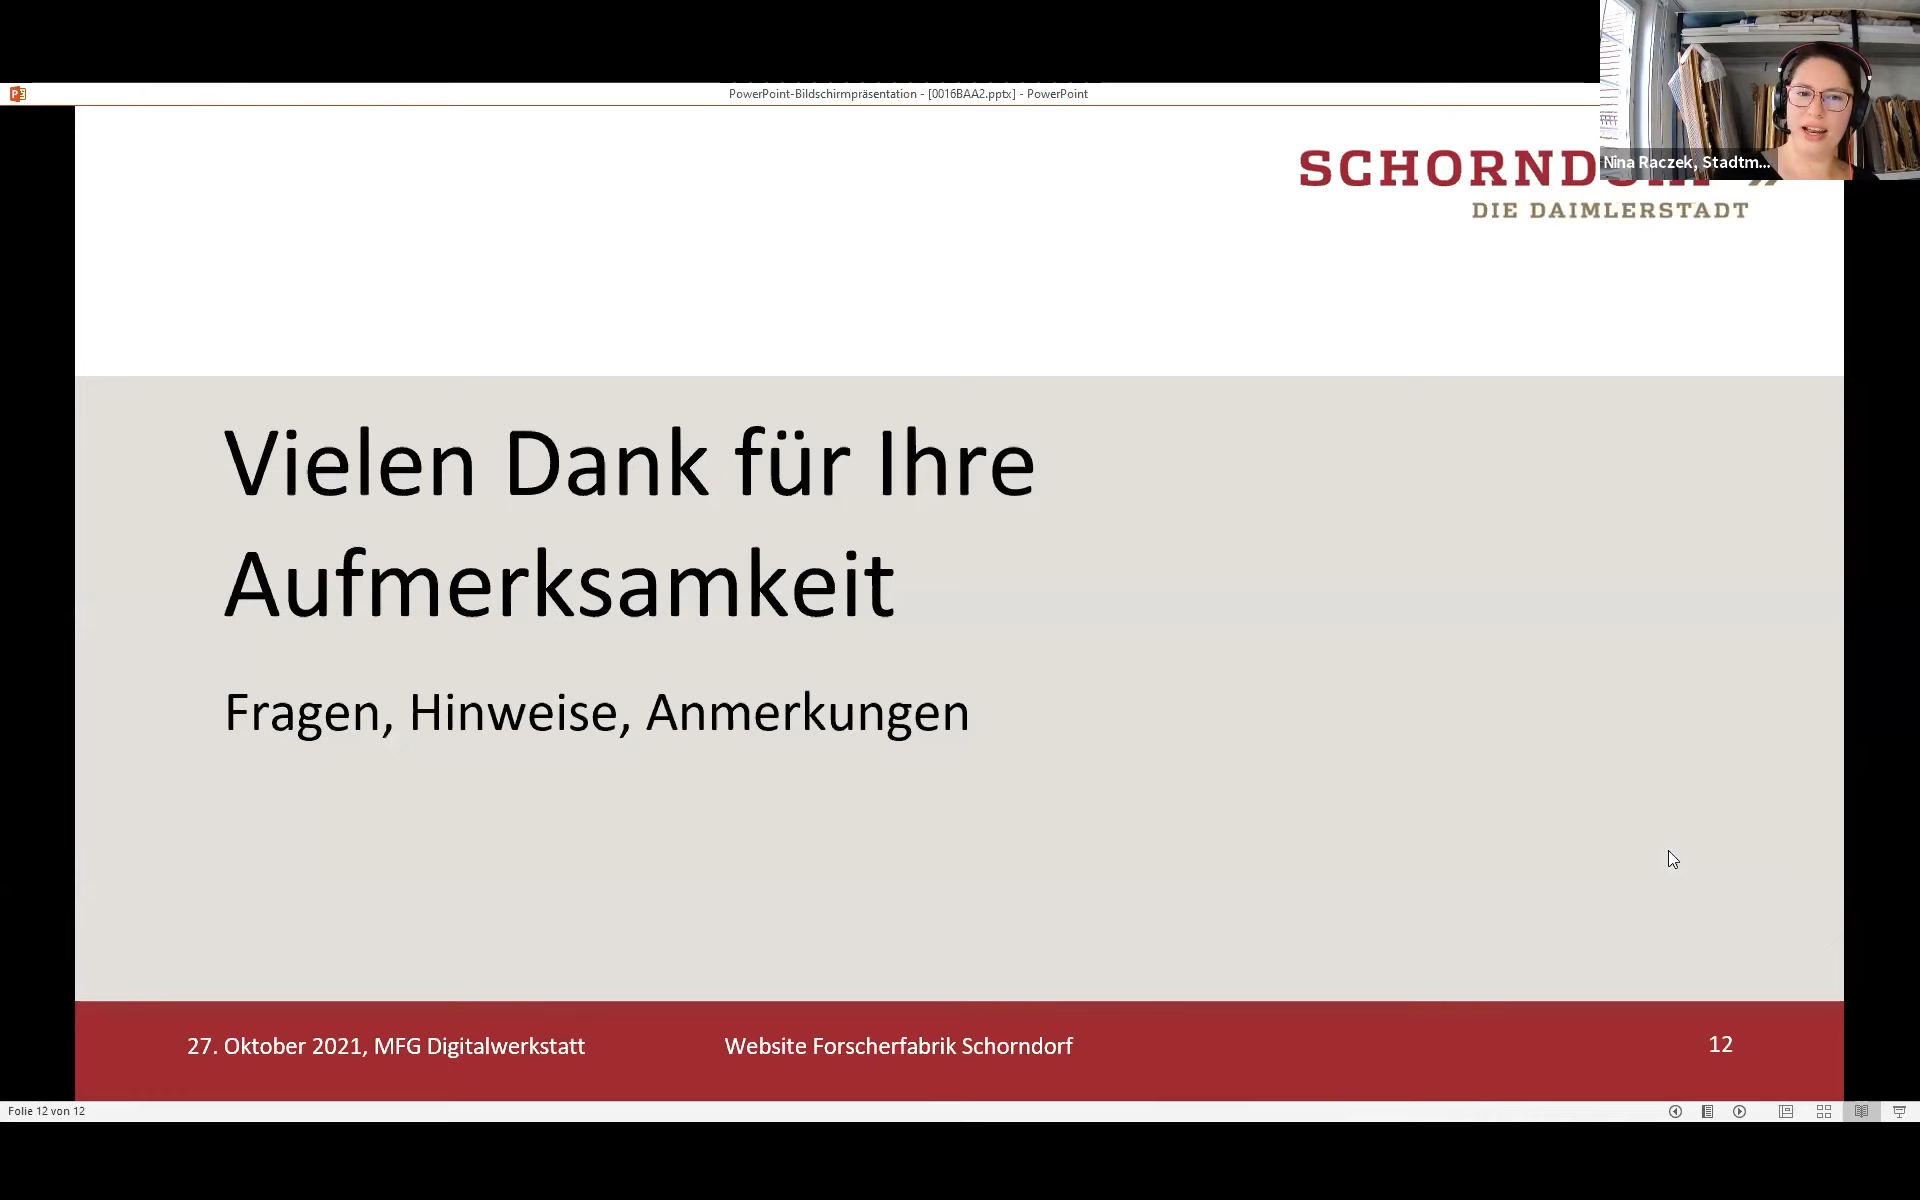 PowerPoint-Bildschirmpräsentation - [0016BAA2.pptx] - PowerPoint
Nina Raczek, Stadtm...
DIE DAIMLERSTADT
Vielen Dank für Ihre
Aufmerksamkeit
Fragen, Hinweise, Anmerkungen
27. Oktober 2021, MFG Digitalwerkstatt
Website Forscherfabrik Schorndorf
12
Folie 12 von 12